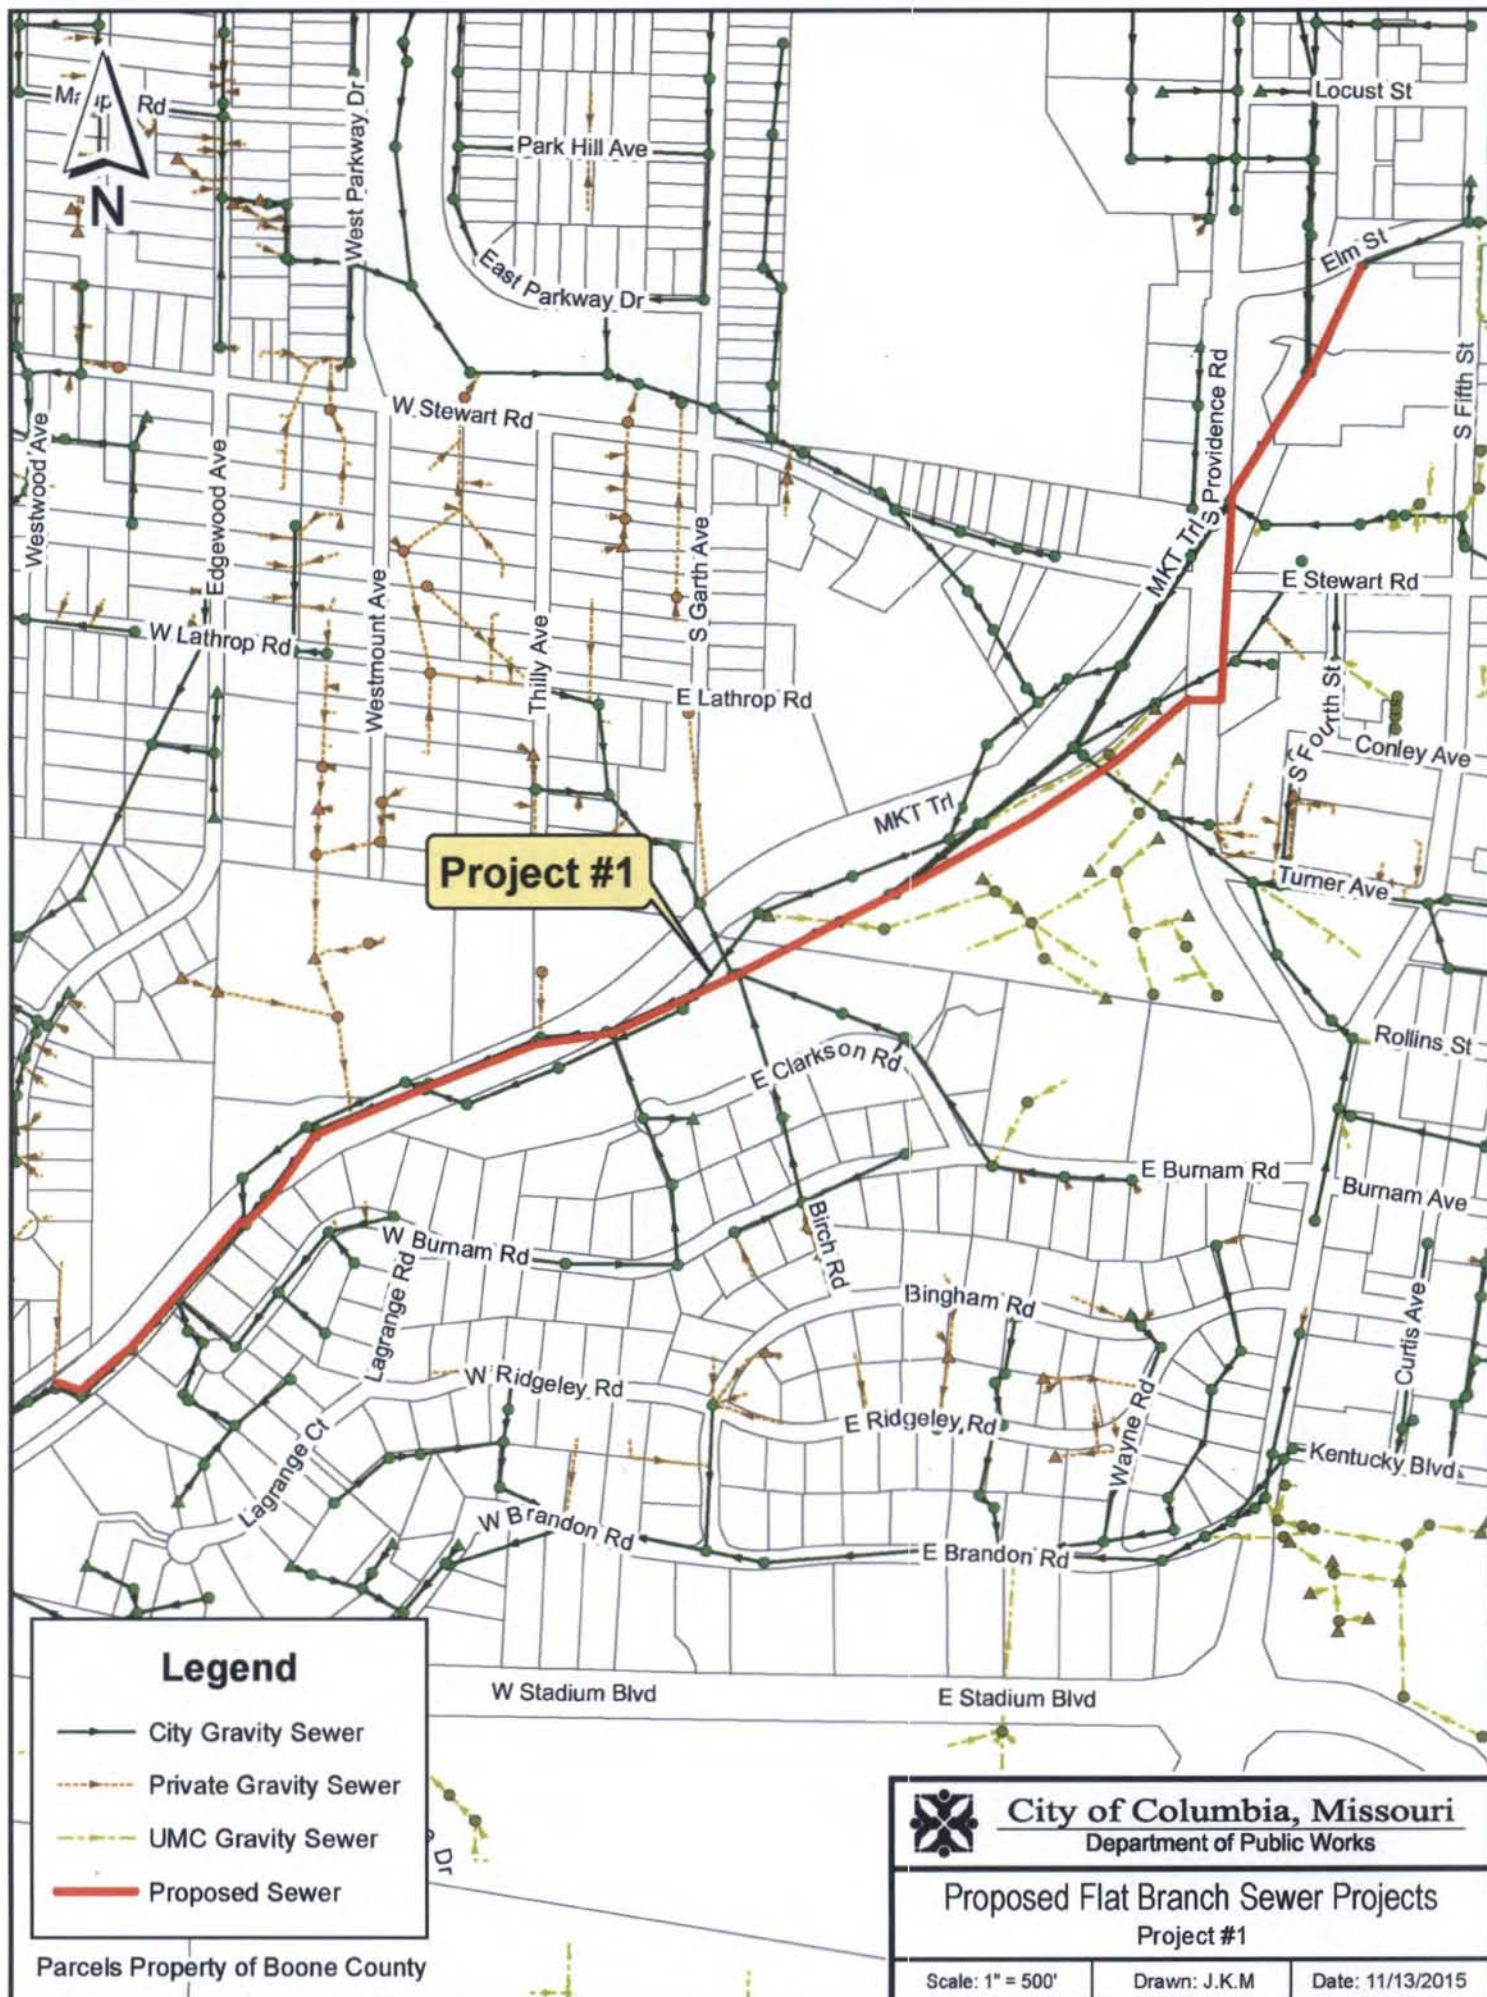 Locust St
Rd
N
West Parkway Dr
Park Hill Ave
East Parkway Dr
Elm St
S Providence Rd
S Fifth St
W Stewart Rd
Westwood Ave
Edgewood Ave
Westmount Ave
Thilly Ave
S Garth Ave
MKT Trl
E Stewart Rd
W Lathrop Rd
E Lathrop Rd
S Fourth St
Conley Ave
MKT Trl
Project #1
Turner Ave
Rollins St
E Clarkson Rd
E Burnam Rd
Burnam Ave
W Burnam Rd
Birch Rd
Lagrange Rd
Bingham Rd
Curtis Ave
W Ridgeley Rd
E Ridgeley Rd
Wayne Rd
Lagrange Ct
Kentucky Blvd
W Brandon Rd
E Brandon Rd
W Stadium Blvd
E Stadium Blvd
Dr
Legend
City Gravity Sewer
Private Gravity Sewer
UMC Gravity Sewer
Proposed Sewer
Parcels Property of Boone County
City of Columbia, Missouri
Department of Public Works
Proposed Flat Branch Sewer Projects
Project #1
Scale: 1" = 500'
Drawn: J.K.M
Date: 11/13/2015